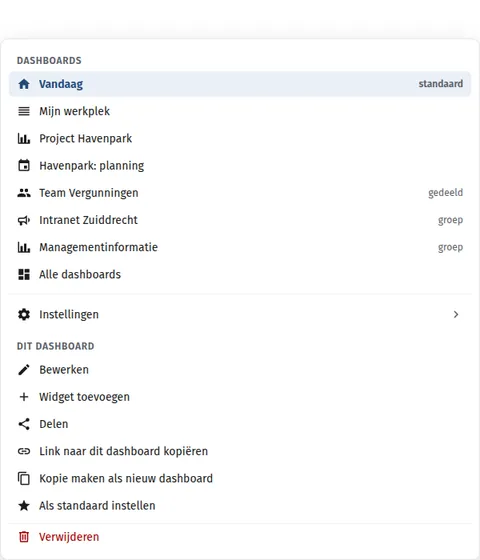 DASHBOARDS
Vandaag standaard
Mijn werkplek
Project Havenpark
Havenpark: planning
Team Vergunningen gedeeld
Intranet Zuiddrecht groep
Managementinformatie groep
Alle dashboards
Instellingen
DIT DASHBOARD
Bewerken
Widget toevoegen
Delen
Link naar dit dashboard kopiëren
Kopie maken als nieuw dashboard
Als standaard instellen
Verwijderen